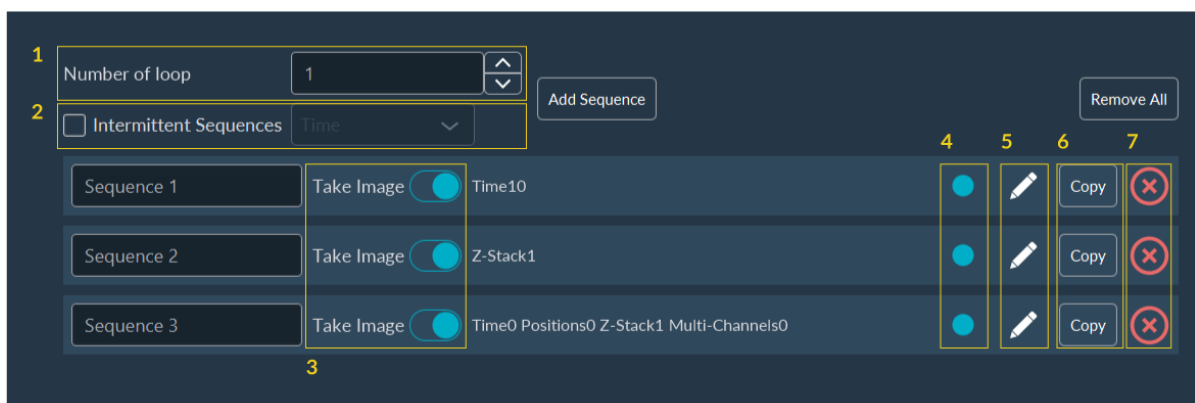 1
Number of loop 1
Add Sequence Remove All
2
Intermittent Sequences Time
4 5 6 7
Sequence 1 Take Image Time10 Copy
Sequence 2 Take Image Z-Stack1 Copy
Sequence 3 Take Image Time0 Positions0 Z-Stack1 Multi-Channels0 Copy
3